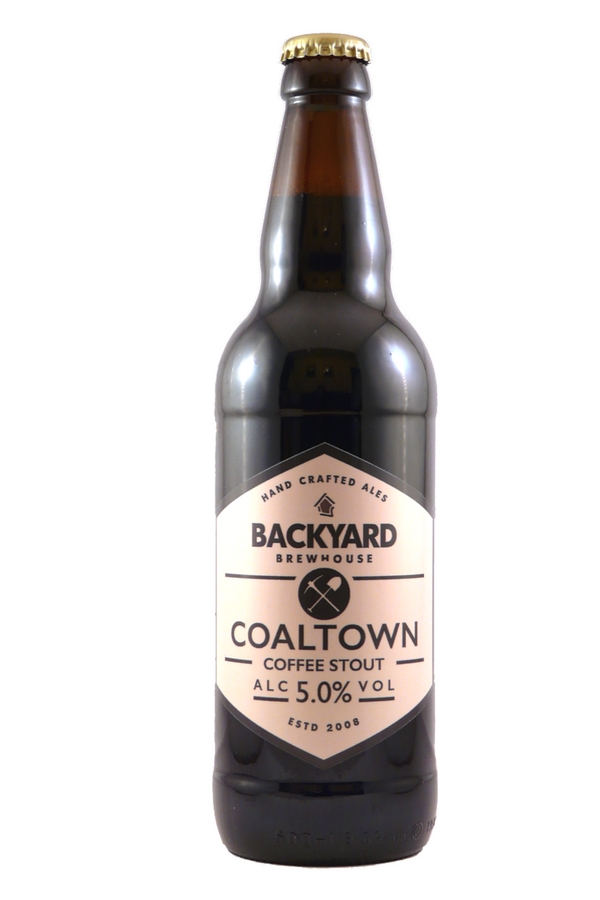 HAND CRAFTED ALES
BACKYARD
BREWHOUSE
COALTOWN
COFFEE STOUT
ALC 5.0% VOL
ESTD 2008